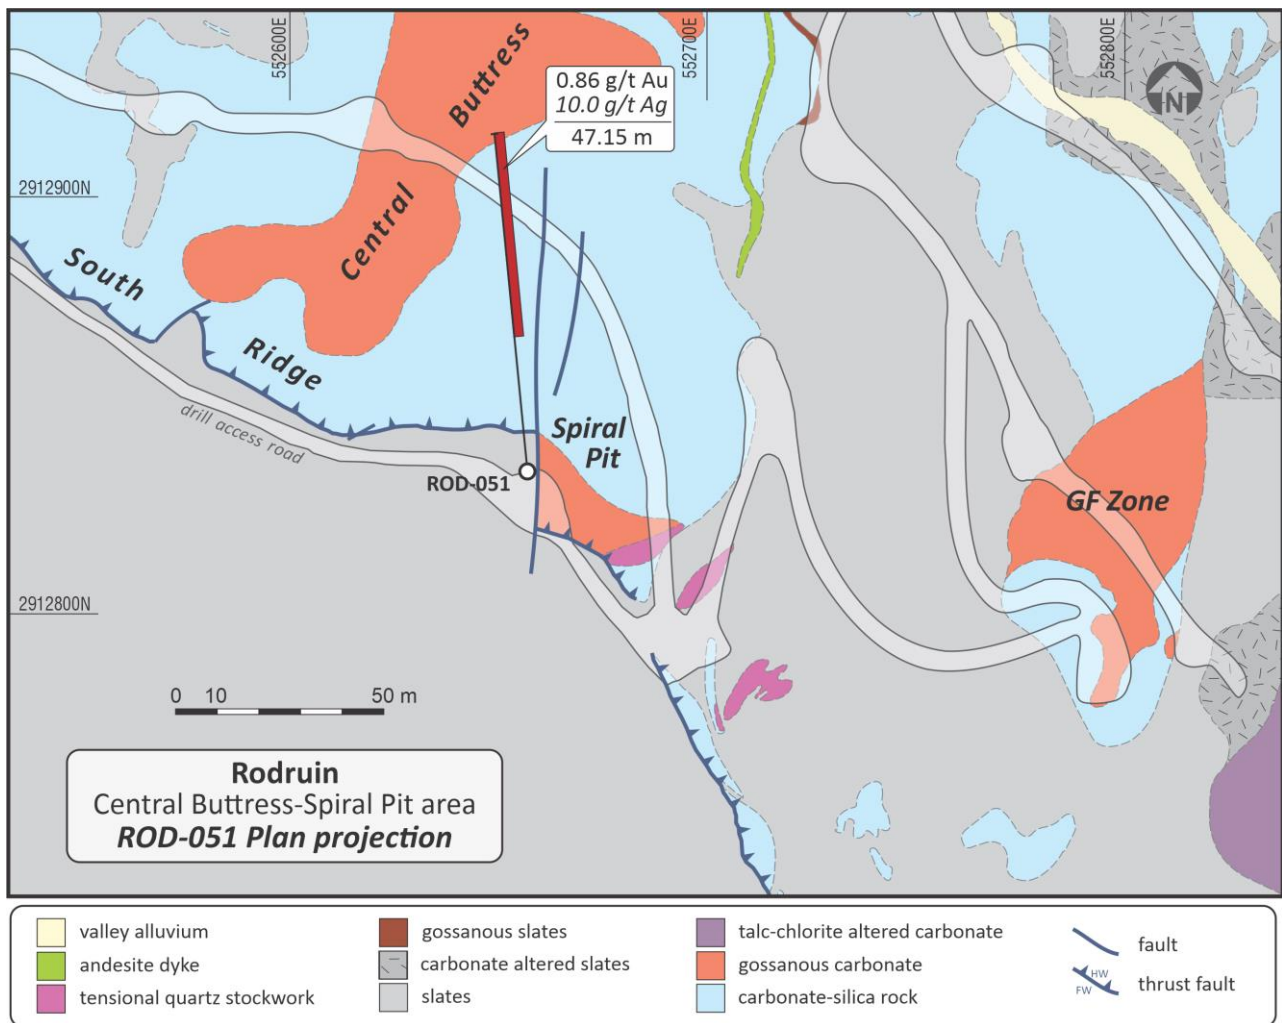 552600E
552700E
552800E
N
Buttress
0.86 g/t Au
10.0 g/t Ag
47.15 m
2912900N
Central
South
Ridge
drill access road
Spiral
Pit
ROD-051
GF Zone
2912800N
0 10 50 m
Rodruin
Central Buttress-Spiral Pit area
ROD-051 Plan projection
valley alluvium
andesite dyke
tensional quartz stockwork
gossanous slates
carbonate altered slates
slates
talc-chlorite altered carbonate
gossanous carbonate
carbonate-silica rock
fault
HW
FW
thrust fault